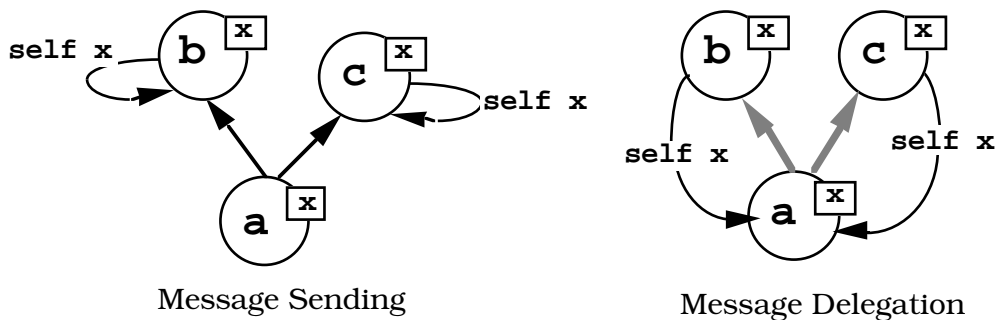 x
b
self x
x
c
self x
x
a
Message Sending
x
b
x
c
self x
self x
x
a
Message Delegation